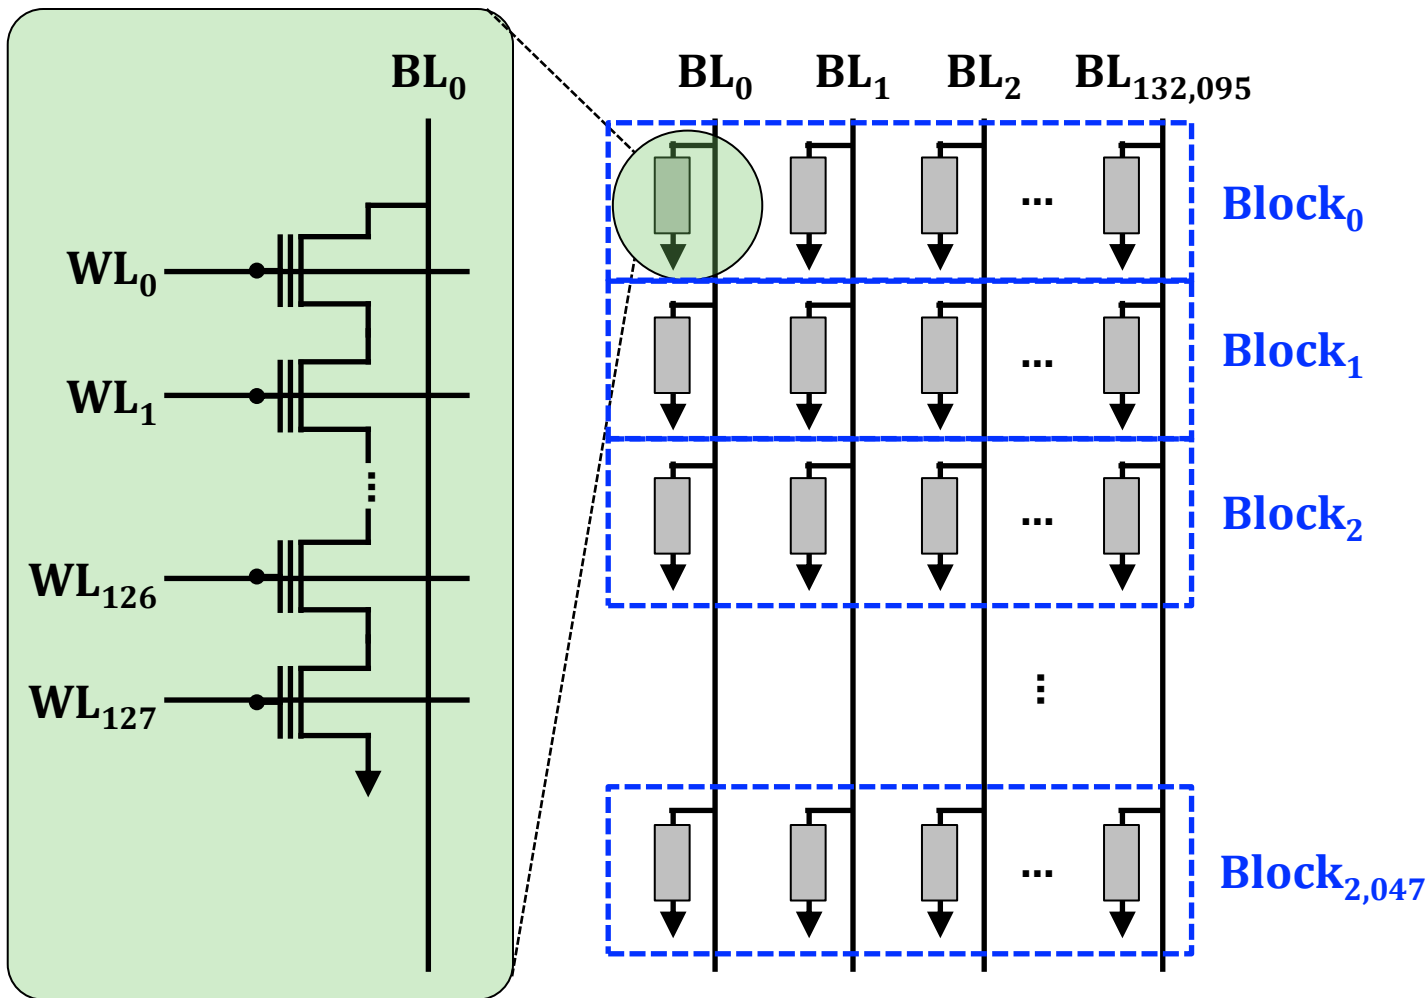 BL₀
WL₀
WL₁
⋮
WL₁₂₆
WL₁₂₇
BL₀ BL₁ BL₂ BL₁₃₂,₀₉₅
... Block₀
... Block₁
... Block₂
⋮
... Block₂,₀₄₇